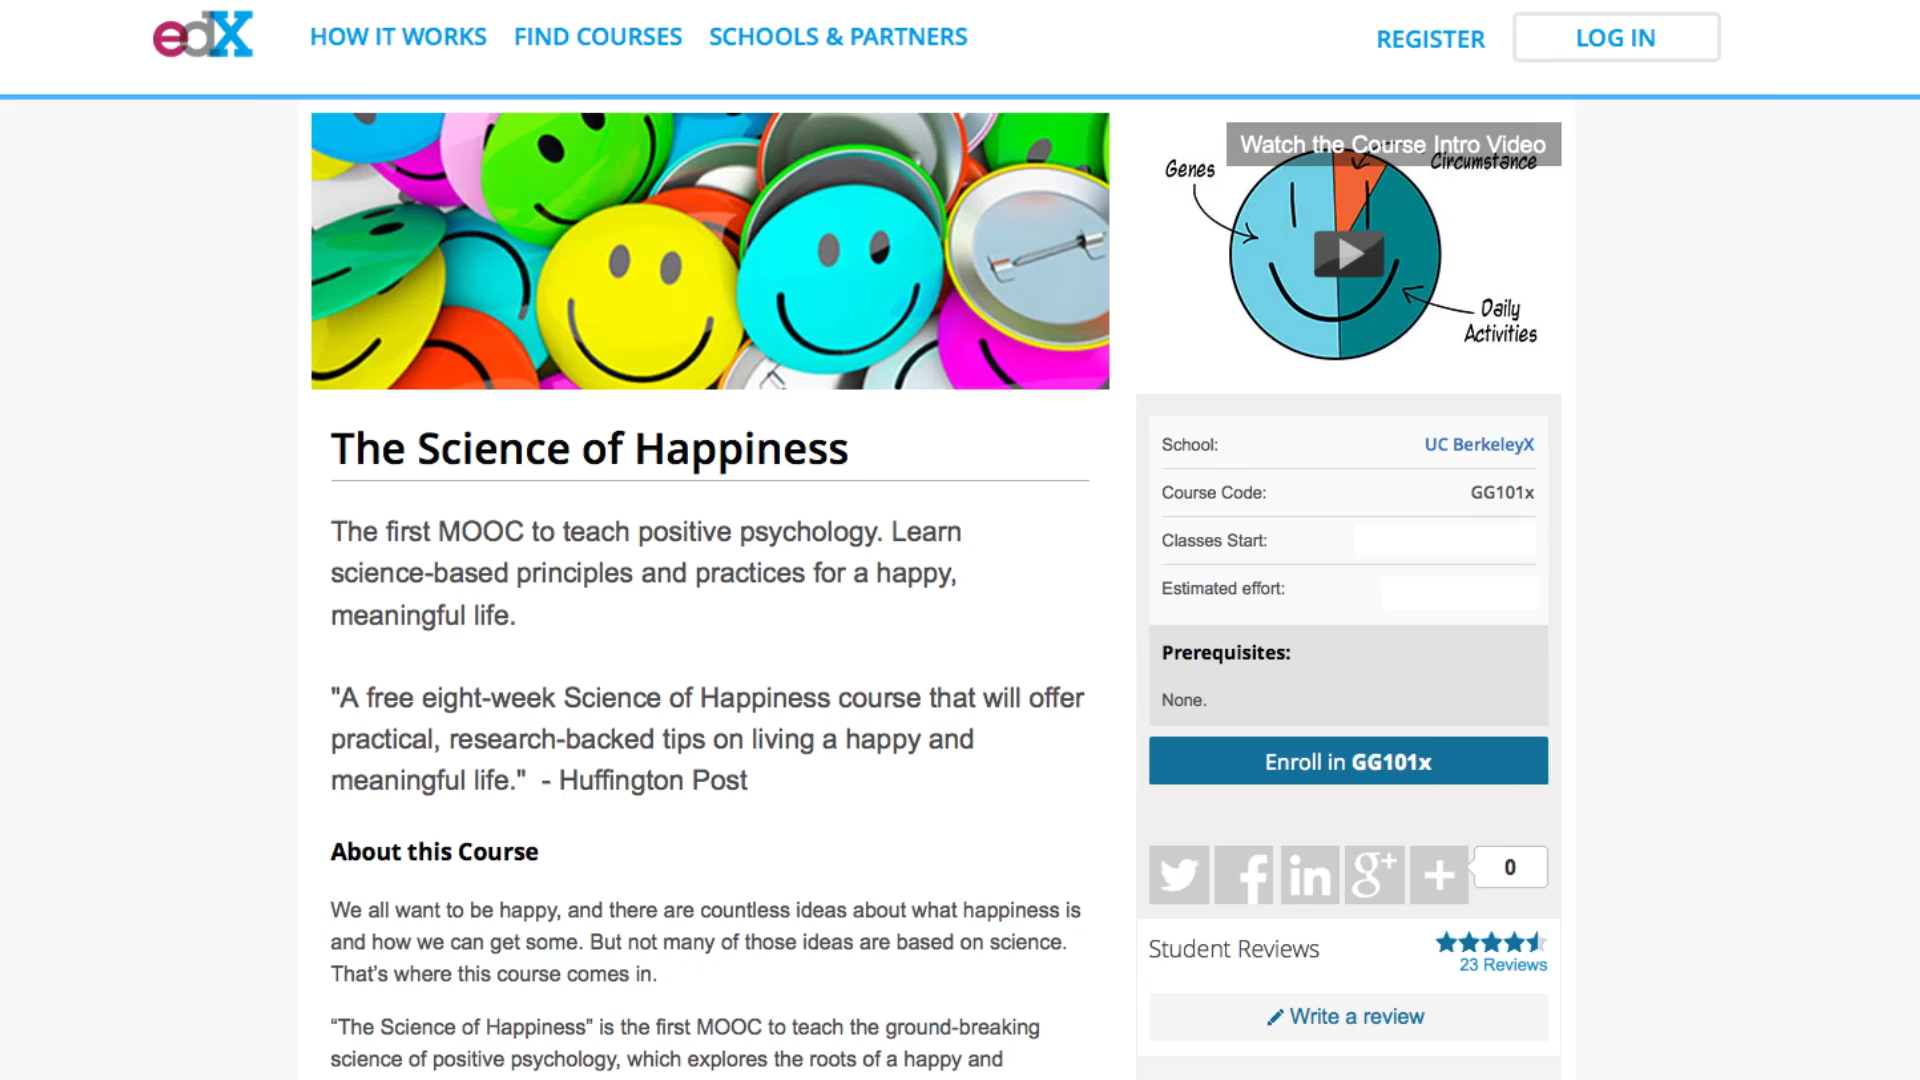 edX
HOW IT WORKS
FIND COURSES
SCHOOLS & PARTNERS
REGISTER
LOG IN
Watch the Course Intro Video
Genes
Circumstance
Daily
Activities
The Science of Happiness
The first MOOC to teach positive psychology. Learn
science-based principles and practices for a happy,
meaningful life.
"A free eight-week Science of Happiness course that will offer
practical, research-backed tips on living a happy and
meaningful life." - Huffington Post
About this Course
We all want to be happy, and there are countless ideas about what happiness is
and how we can get some. But not many of those ideas are based on science.
That's where this course comes in.
“The Science of Happiness” is the first MOOC to teach the ground-breaking
science of positive psychology, which explores the roots of a happy and
School: UC BerkeleyX
Course Code: GG101x
Classes Start:
Estimated effort:
Prerequisites:
None.
Enroll in GG101x
0
Student Reviews
23 Reviews
Write a review